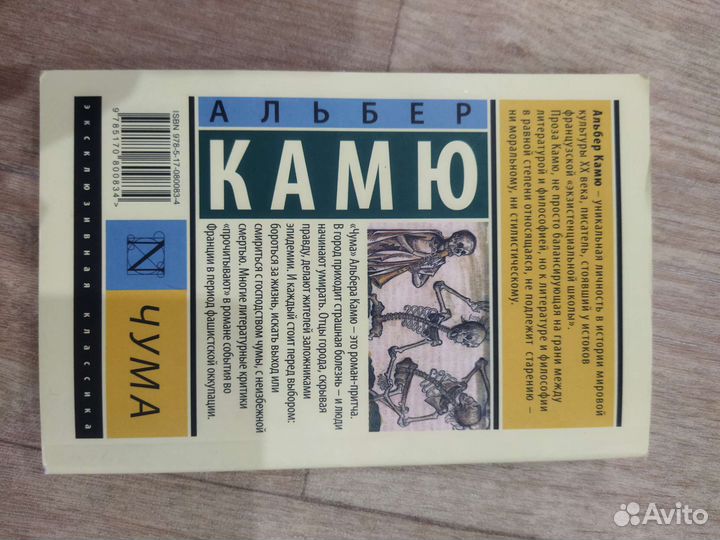 Альбер Камю – уникальная личность в истории мировой
культуры XX века, писатель, стоявший у истоков
французской «экзистенциальной школы».
Проза Камю, не просто балансирующая на грани между
литературой и философией, но к литературе и философии
в равной степени относящаяся, не подлежит старению –
ни моральному, ни стилистическому.
АЛЬБЕР
КАМЮ
«Чума» Альбера Камю – это роман-притча.
В город приходит страшная болезнь – и люди
начинают умирать. Отцы города, скрывая
правду, делают жителей заложниками
эпидемии. И каждый стоит перед выбором:
бороться за жизнь, искать выход или
смириться с господством чумы, с неизбежной
смертью. Многие литературные критики
«прочитывают» в романе события во
Франции в период фашистской оккупации.
ISBN 978-5-17-080083-4
9 785170 800834 >
N
ЧУМА
ЭКСКЛЮЗИВНАЯ КЛАССИКА
Avito